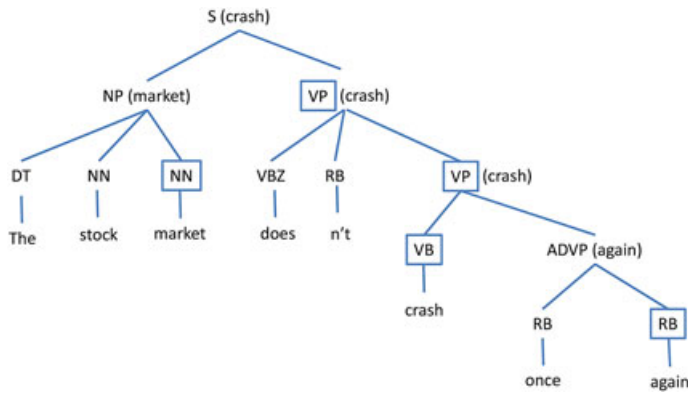 S (crash)
NP (market) VP (crash)
DT NN NN VBZ RB VP (crash)
The stock market does n't VB ADVP (again)
crash
RB RB
once again